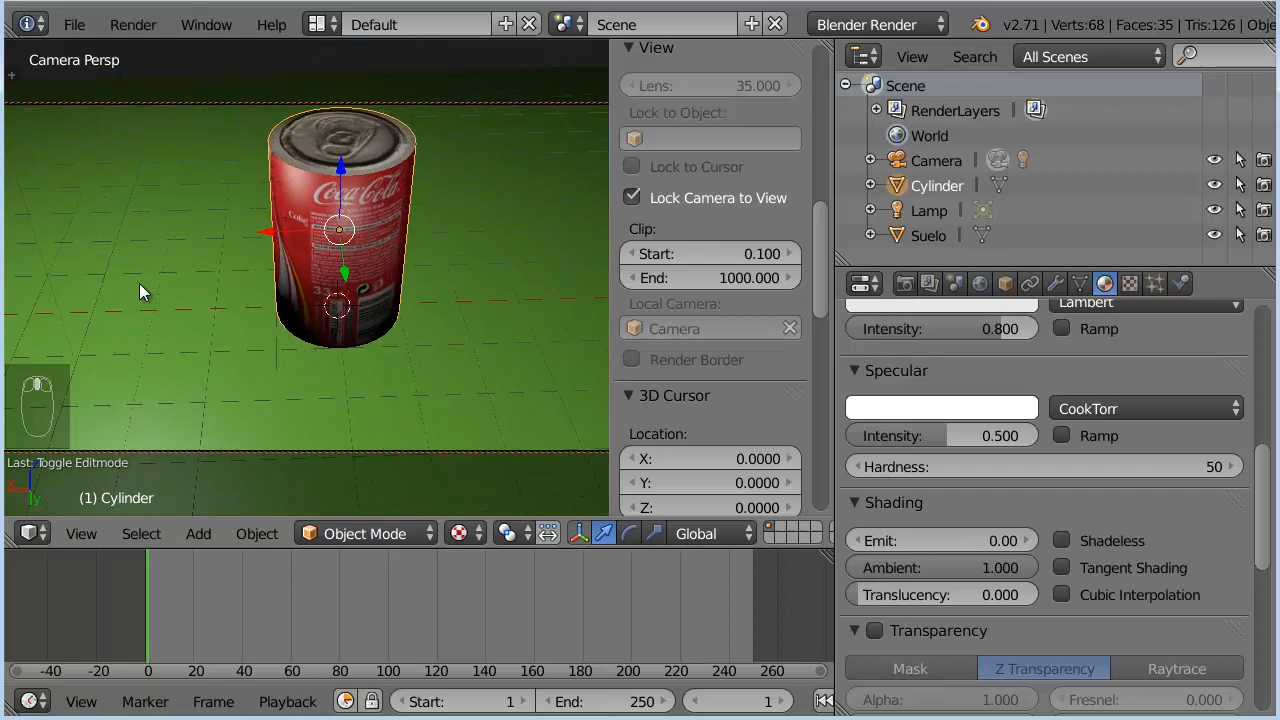 File Render Window Help Default Scene Blender Render v2.71 | Verts:68 | Faces:35 | Tris:126 | Obje
Camera Persp
Coca-Cola
Coke
Last: Toggle Editmode
X
y
(1) Cylinder
View
Lens: 35.000
Lock to Object:
Lock to Cursor
Lock Camera to View
Clip:
Start: 0.100
End: 1000.000
Local Camera:
Camera
Render Border
3D Cursor
Location:
X: 0.0000
Y: 0.0000
Z: 0.0000
View Select Add Object Object Mode Global
-40 -20 0 20 40 60 80 100 120 140 160 180 200 220 240 260
View Marker Frame Playback Start: 1 End: 250 1
View Search All Scenes
Scene
RenderLayers |
World
Camera |
Cylinder |
Lamp |
Suelo |
Lambert
Intensity: 0.800 Ramp
Specular
CookTorr
Intensity: 0.500 Ramp
Hardness: 50
Shading
Emit: 0.00 Shadeless
Ambient: 1.000 Tangent Shading
Translucency: 0.000 Cubic Interpolation
Transparency
Mask Z Transparency Raytrace
Alpha: 1.000 Fresnel: 0.000